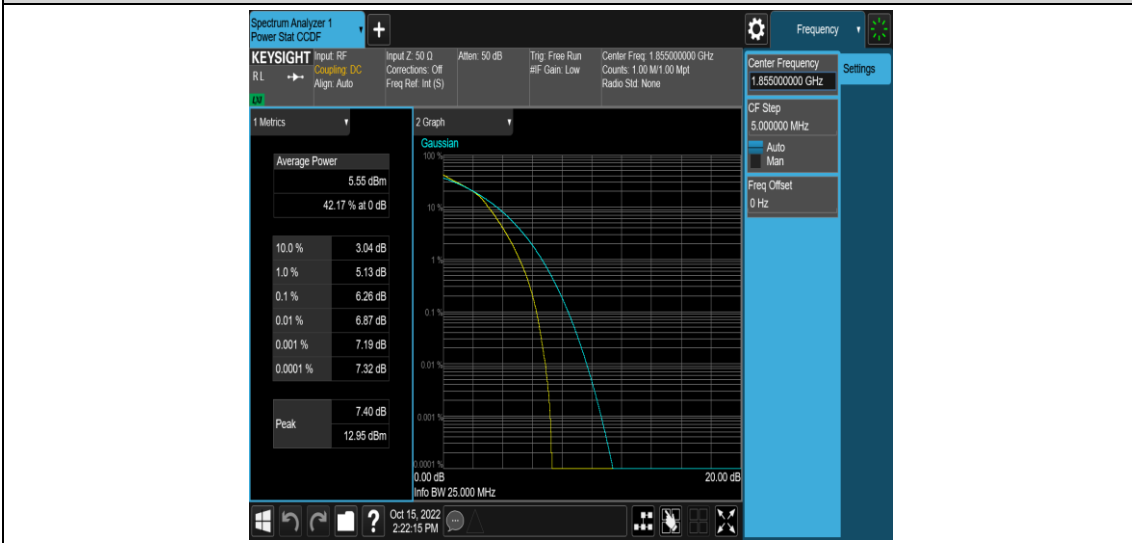 Spectrum Analyzer 1
Power Stat CCDF
+
Frequency
KEYSIGHT
R L
LXI
Input: RF
Coupling: DC
Align: Auto
Input Z: 50 Ω
Corrections: Off
Freq Ref: Int (S)
Atten: 50 dB
Trig: Free Run
#IF Gain: Low
Center Freq: 1.855000000 GHz
Counts: 1.00 M/1.00 Mpt
Radio Std: None
Center Frequency
1.855000000 GHz
Settings
CF Step
5.000000 MHz
Auto
Man
Freq Offset
0 Hz
1 Metrics
Average Power
5.55 dBm
42.17 % at 0 dB
10.0 % 3.04 dB
1.0 % 5.13 dB
0.1 % 6.26 dB
0.01 % 6.87 dB
0.001 % 7.19 dB
0.0001 % 7.32 dB
Peak
7.40 dB
12.95 dBm
2 Graph
Gaussian
100 %
10 %
1 %
0.1 %
0.01 %
0.001 %
0.0001 %
0.00 dB 20.00 dB
Info BW 25.000 MHz
?
Oct 15, 2022
2:22:15 PM